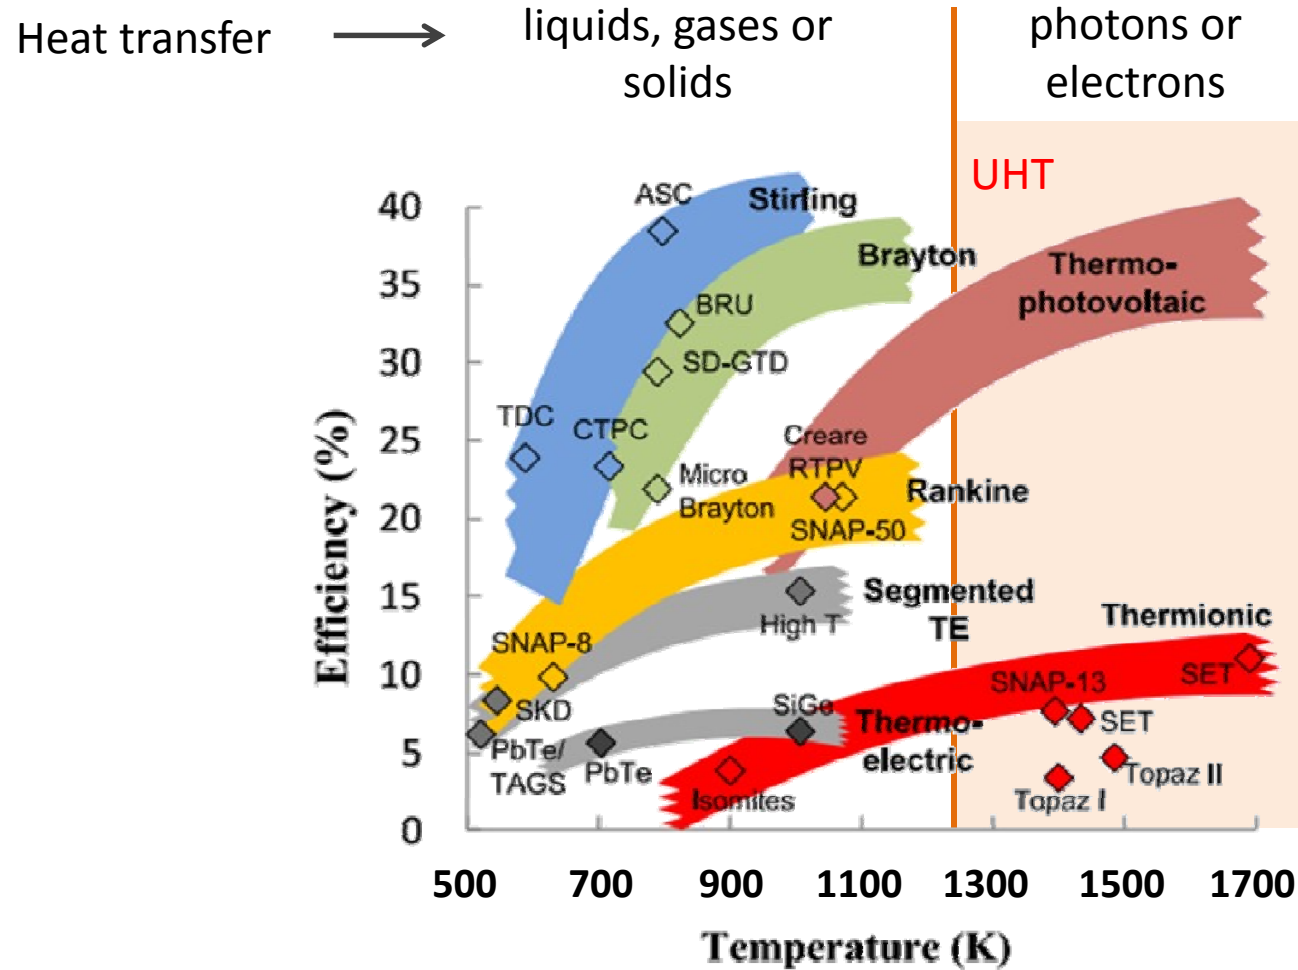 Heat transfer
liquids, gases or
solids
photons or
electrons
UHT
40
35
30
25
20
15
10
5
0
Efficiency (%)
ASC
Stirling
Brayton
Thermo-
photovoltaic
BRU
SD-GTD
TDC
CTPC
Creare
RTPV
Micro
Brayton
Rankine
SNAP-50
Segmented
TE
High T
Thermionic
SNAP-8
SKD
SNAP-13
SET
SiGe
Thermo-
electric
SET
PbTe/
TAGS
PbTe
Topaz II
Isomites
Topaz I
500 700 900 1100 1300 1500 1700
Temperature (K)